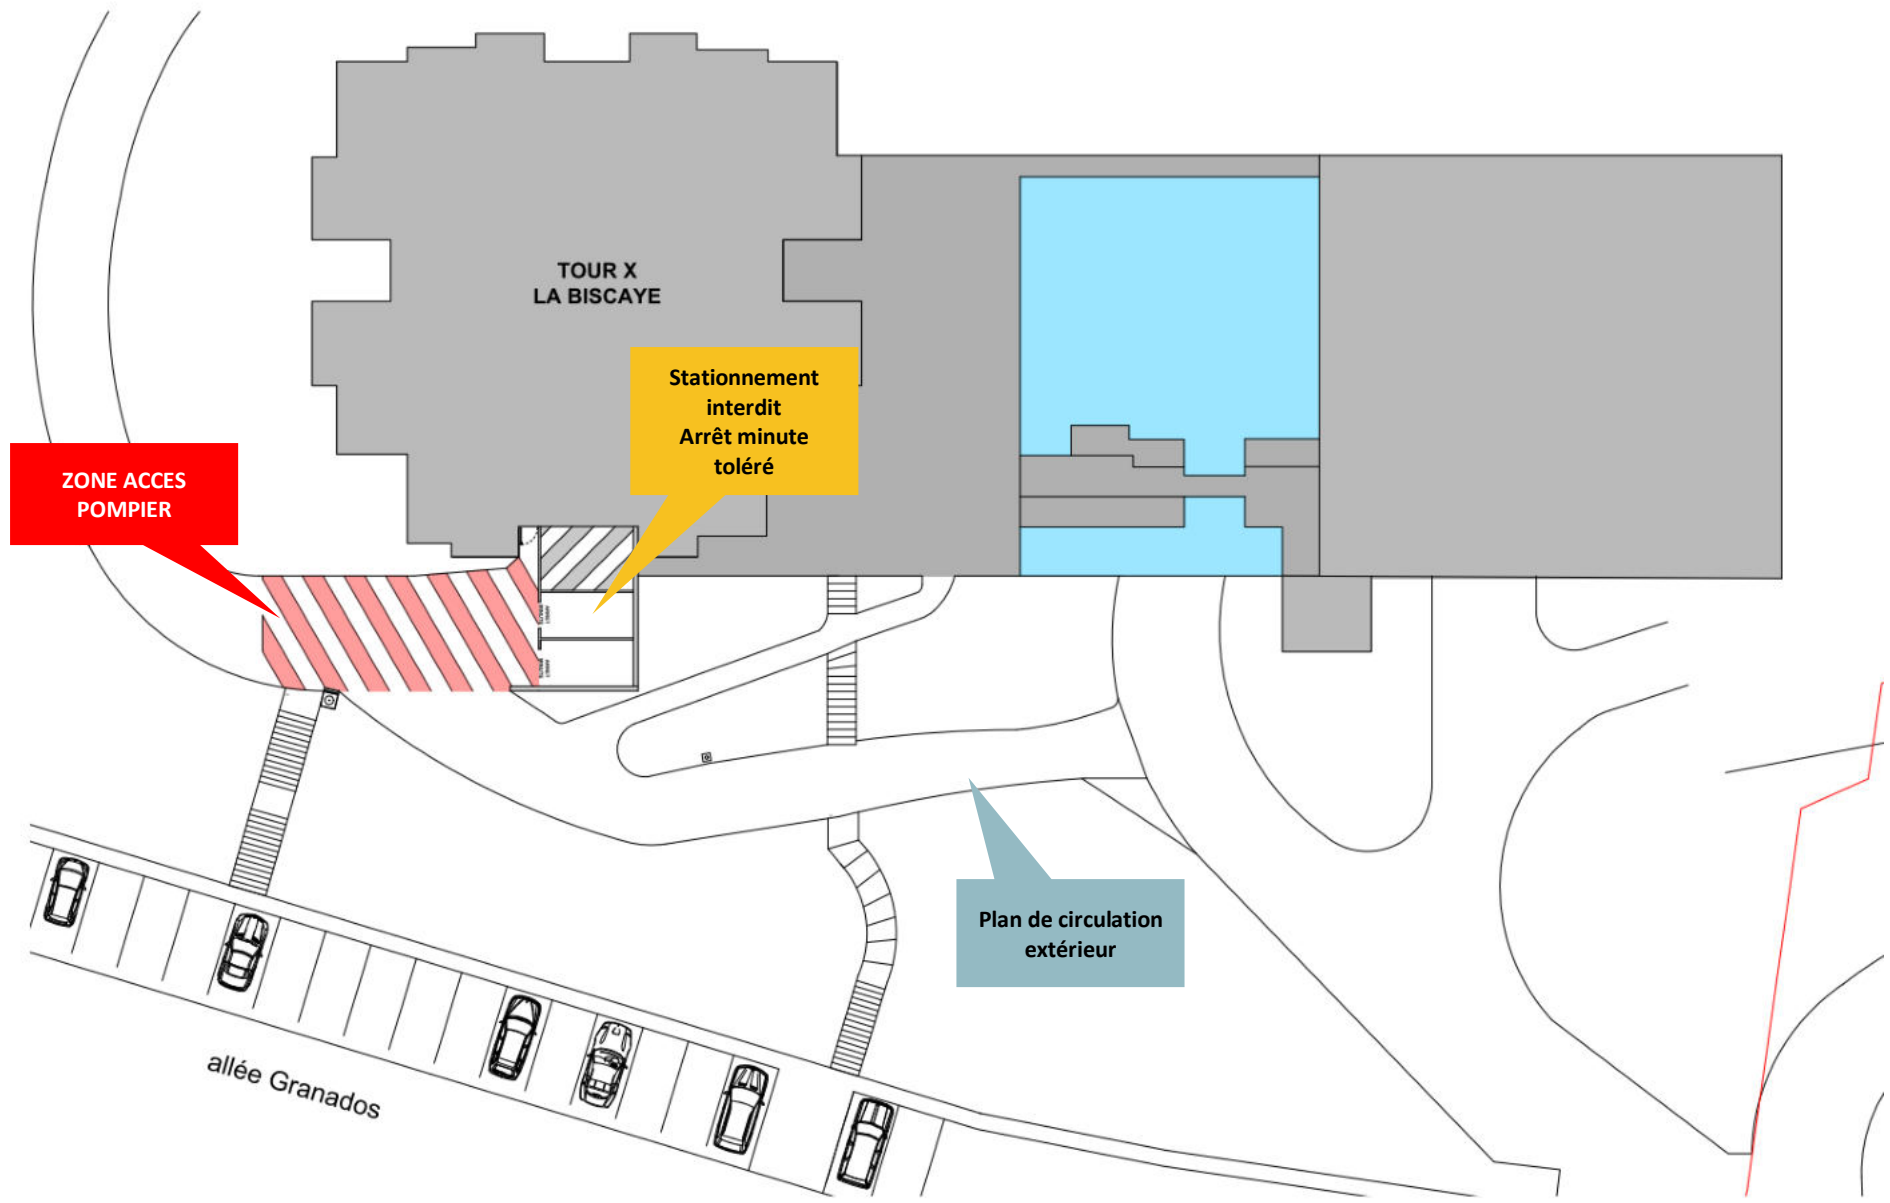 TOUR X
LA BISCAYE
Stationnement
interdit
Arrêt minute
toléré
ZONE ACCES
POMPIER
Plan de circulation
extérieur
allée Granados